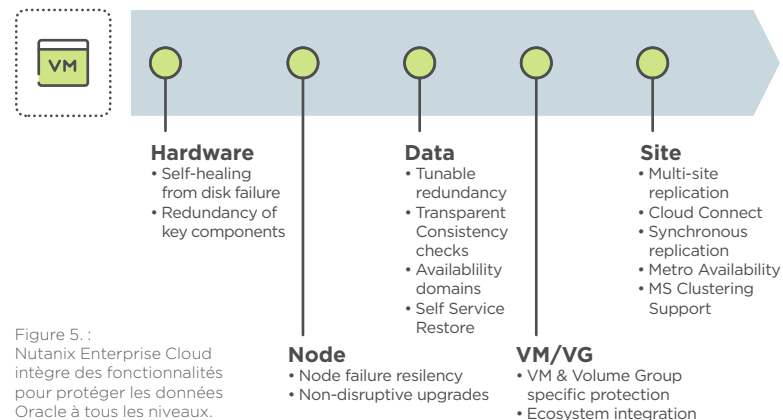 VM
Hardware
• Self-healing
from disk failure
• Redundancy of
key components
Data
• Tunable
redundancy
• Transparent
Consistency
checks
• Availablility
domains
• Self Service
Restore
Site
• Multi-site
replication
• Cloud Connect
• Synchronous
replication
• Metro Availability
• MS Clustering
Support
Figure 5. :
Nutanix Enterprise Cloud
intègre des fonctionnalités
pour protéger les données
Oracle à tous les niveaux.
Node
• Node failure resilency
• Non-disruptive upgrades
VM/VG
• VM & Volume Group
specific protection
• Ecosystem integration